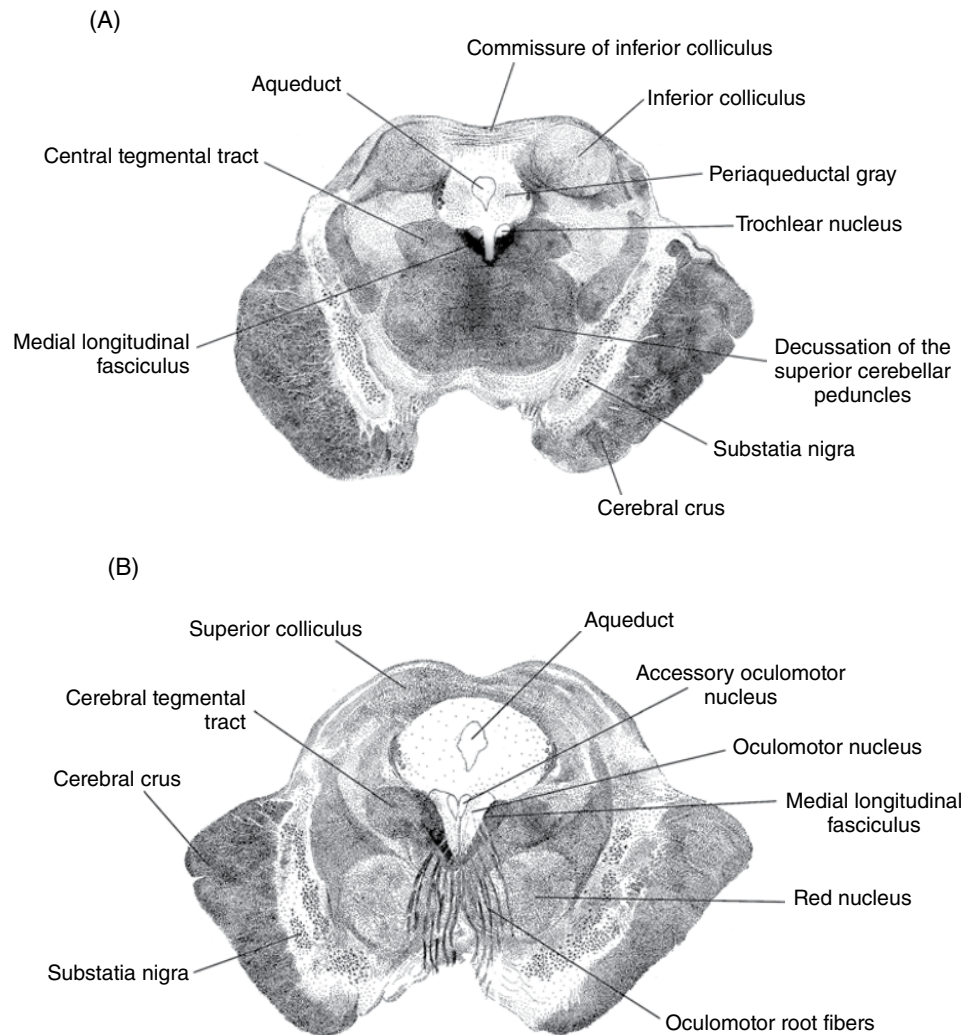 (A)
Commissure of inferior colliculus
Aqueduct
Inferior colliculus
Central tegmental tract
Periaqueductal gray
Trochlear nucleus
Medial longitudinal
fasciculus
Decussation of the
superior cerebellar
peduncles
Substatia nigra
Cerebral crus
(B)
Superior colliculus
Aqueduct
Accessory oculomotor
nucleus
Cerebral tegmental
tract
Oculomotor nucleus
Cerebral crus
Medial longitudinal
fasciculus
Red nucleus
Substatia nigra
Oculomotor root fibers